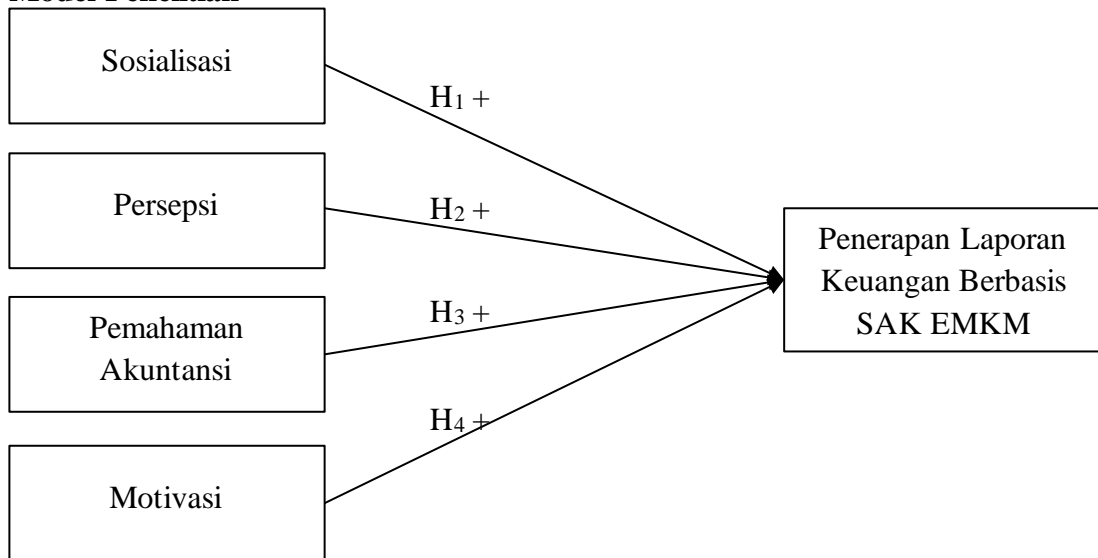 Sosialisasi
H1 +
Persepsi
H2 +
Pemahaman
Akuntansi
H3 +
Motivasi
H4 +
Penerapan Laporan
Keuangan Berbasis
SAK EMKM